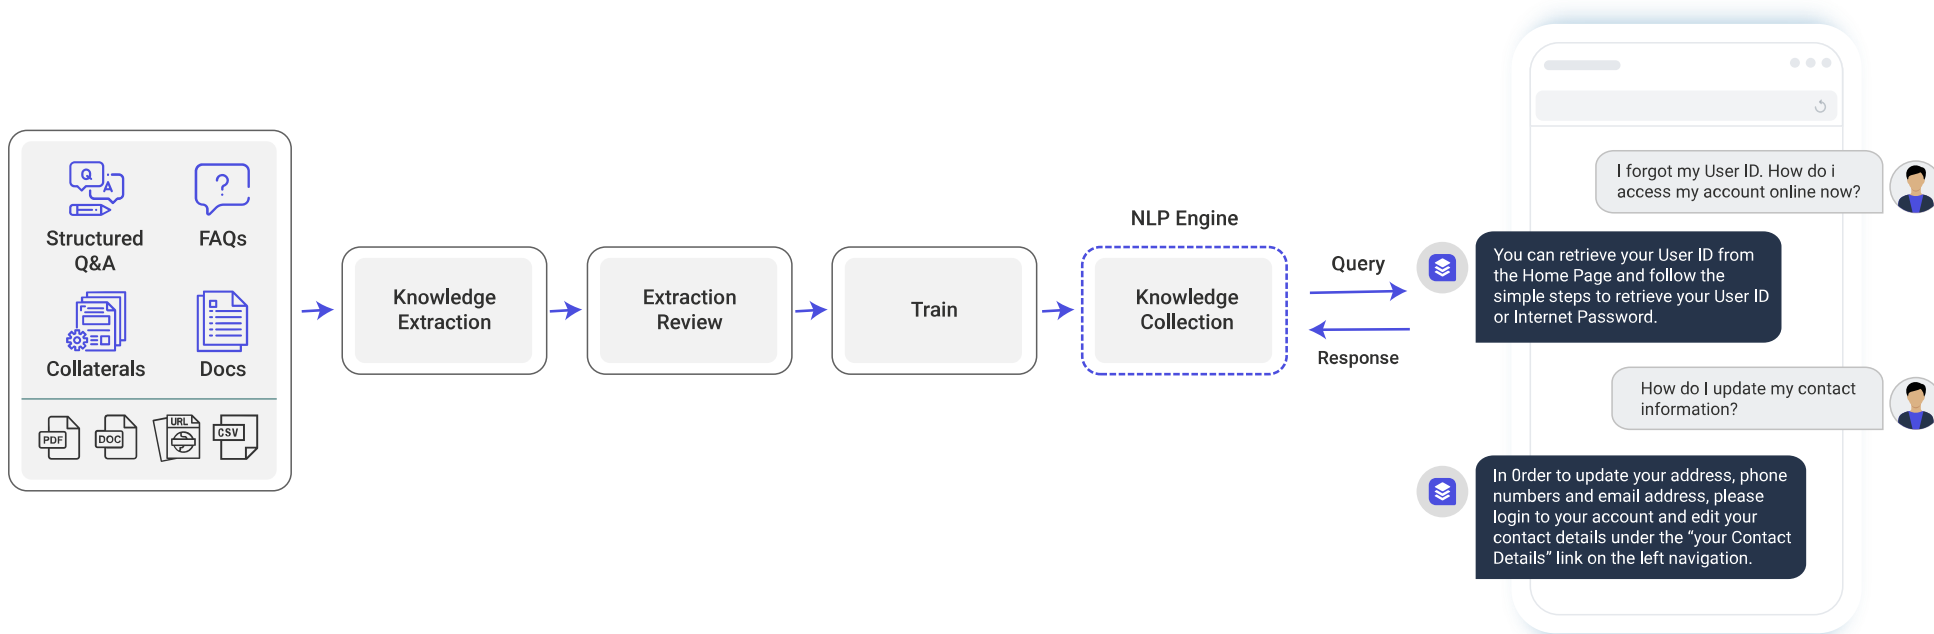 Structured
Q&A
FAQs
Q
A
?
Collaterals
Docs
PDF
DOC
URL
CSV
Knowledge
Extraction
Extraction
Review
Train
NLP Engine
Knowledge
Collection
Query
Response
I forgot my User ID. How do i
access my account online now?
You can retrieve your User ID from
the Home Page and follow the
simple steps to retrieve your User ID
or Internet Password.
How do I update my contact
information?
In 0rder to update your address, phone
numbers and email address, please
login to your account and edit your
contact details under the “your Contact
Details” link on the left navigation.